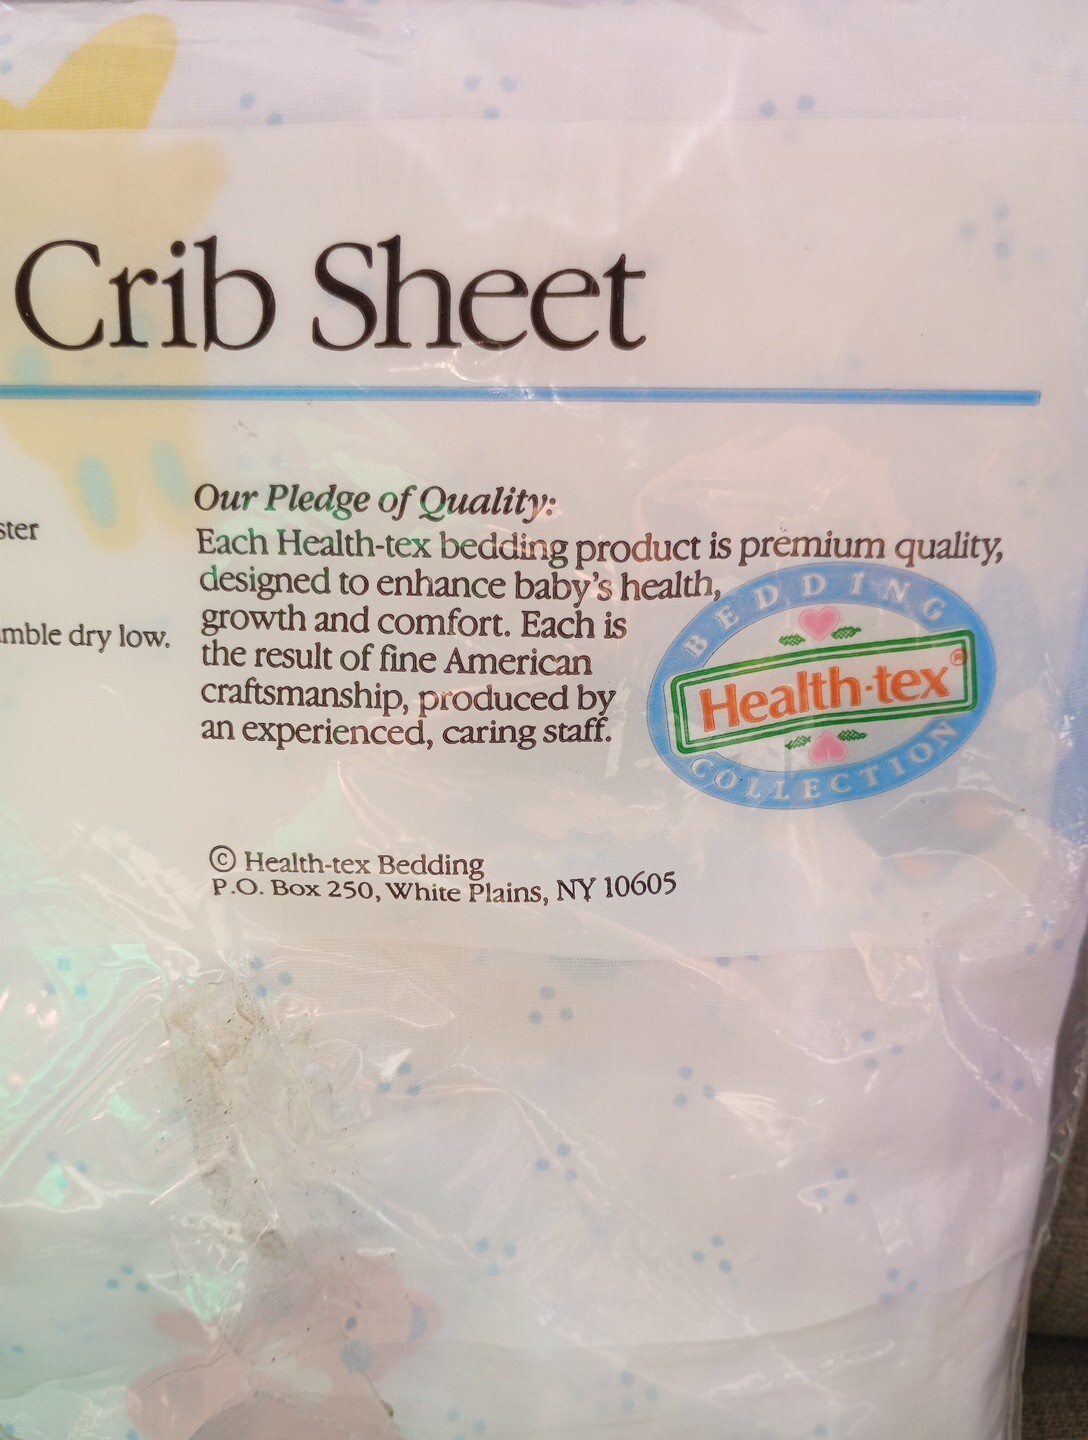 Crib Sheet
Our Pledge of Quality:
Each Health-tex bedding product is premium quality,
designed to enhance baby's health,
growth and comfort. Each is
the result of fine American
craftsmanship, produced by
an experienced, caring staff.
ster
mble dry low.
BEDDING
Health-tex®
COLLECTION
© Health-tex Bedding
P.O. Box 250, White Plains, NY 10605